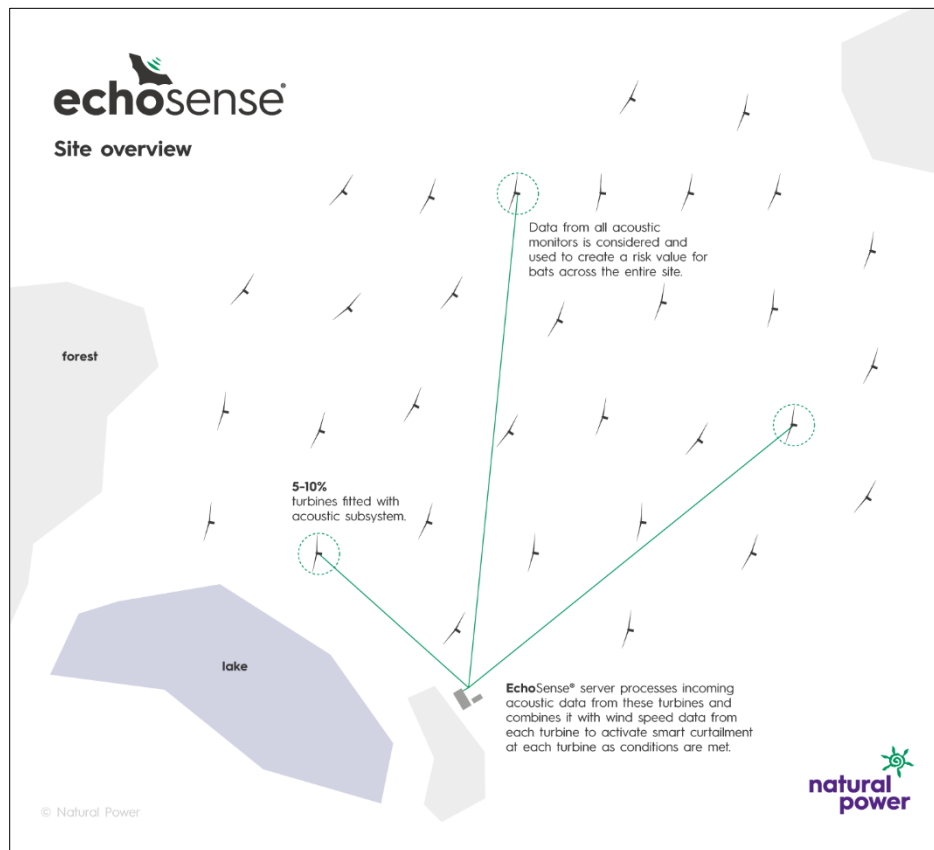 echosense®
Site overview
Data from all acoustic
monitors is considered and
used to create a risk value for
bats across the entire site.
forest
5-10%
turbines fitted with
acoustic subsystem.
lake
EchoSense® server processes incoming
acoustic data from these turbines and
combines it with wind speed data from
each turbine to activate smart curtailment
at each turbine as conditions are met.
natural
power
© Natural Power